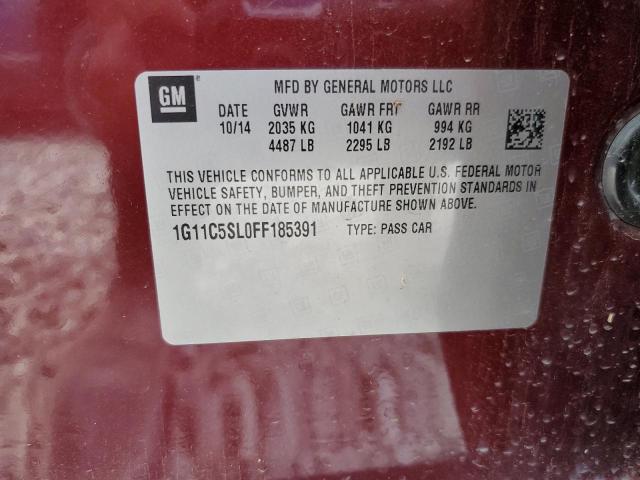 GM
MFD BY GENERAL MOTORS LLC
DATE GVWR GAWR FRT GAWR RR
10/14 2035 KG 1041 KG 994 KG
4487 LB 2295 LB 2192 LB
THIS VEHICLE CONFORMS TO ALL APPLICABLE U.S. FEDERAL MOTOR
VEHICLE SAFETY, BUMPER, AND THEFT PREVENTION STANDARDS IN
EFFECT ON THE DATE OF MANUFACTURE SHOWN ABOVE.
1G11C5SL0FF185391 TYPE: PASS CAR